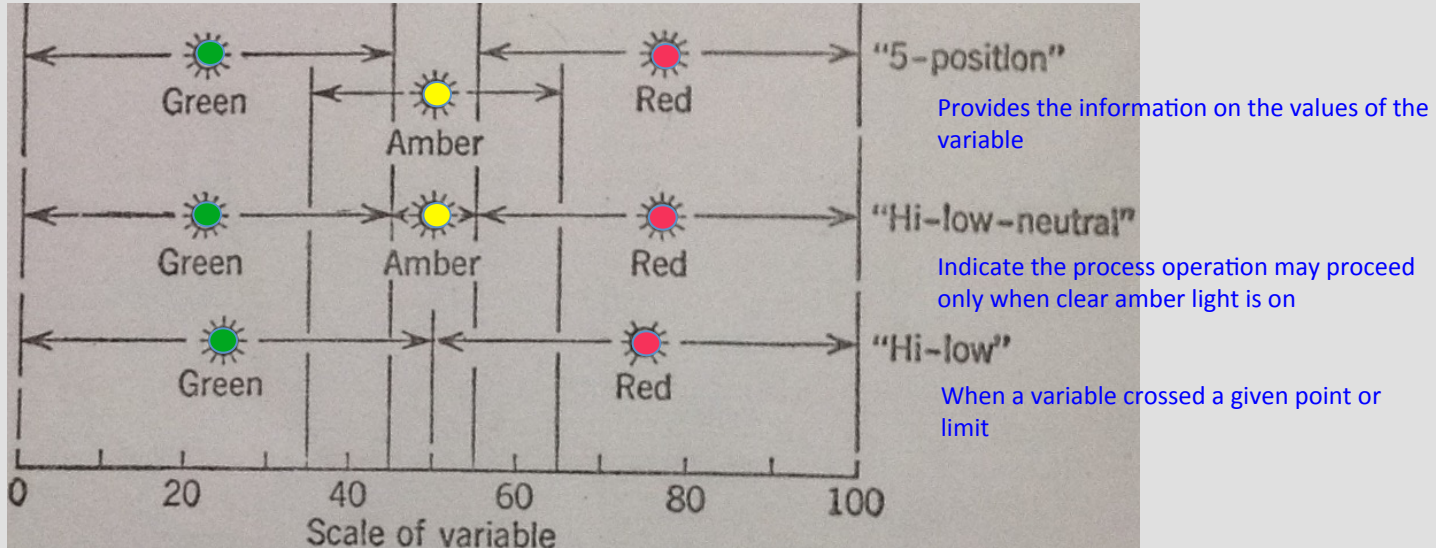 "5-position"
Green
Red
Amber
Provides the information on the values of the
variable
"Hi-low-neutral"
Green
Amber
Red
Indicate the process operation may proceed
only when clear amber light is on
"Hi-low"
Green
Red
When a variable crossed a given point or
limit
0 20 40 60 80 100
Scale of variable